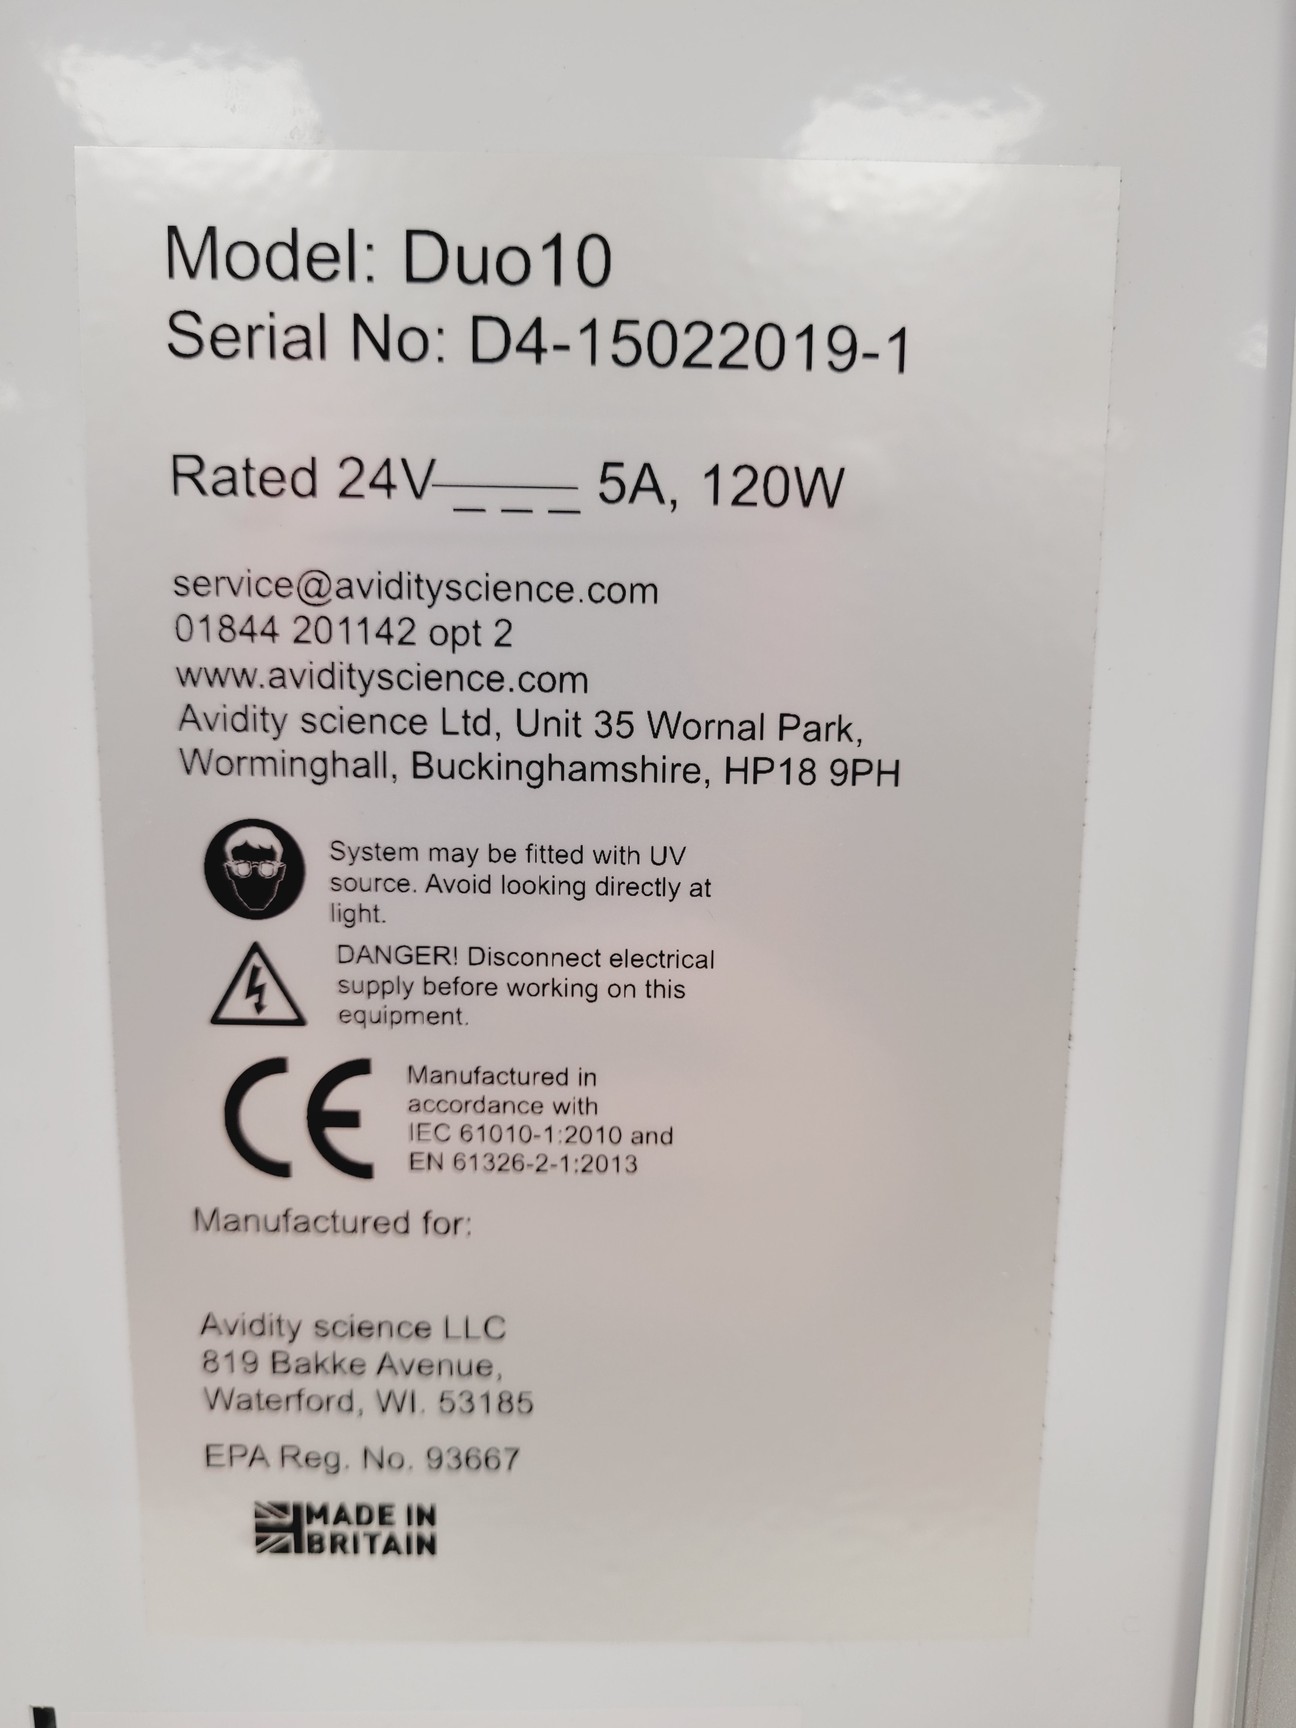 Model: Duo10
Serial No: D4-15022019-1
Rated 24V 5A, 120W
service@avidityscience.com
01844 201142 opt 2
www.avidityscience.com
Avidity science Ltd, Unit 35 Wornal Park,
Worminghall, Buckinghamshire, HP18 9PH
System may be fitted with UV
source. Avoid looking directly at
light.
DANGER! Disconnect electrical
supply before working on this
equipment.
CE
Manufactured in
accordance with
IEC 61010-1:2010 and
EN 61326-2-1:2013
Manufactured for:
Avidity science LLC
819 Bakke Avenue,
Waterford, WI. 53185
EPA Reg. No. 93667
MADE IN
BRITAIN